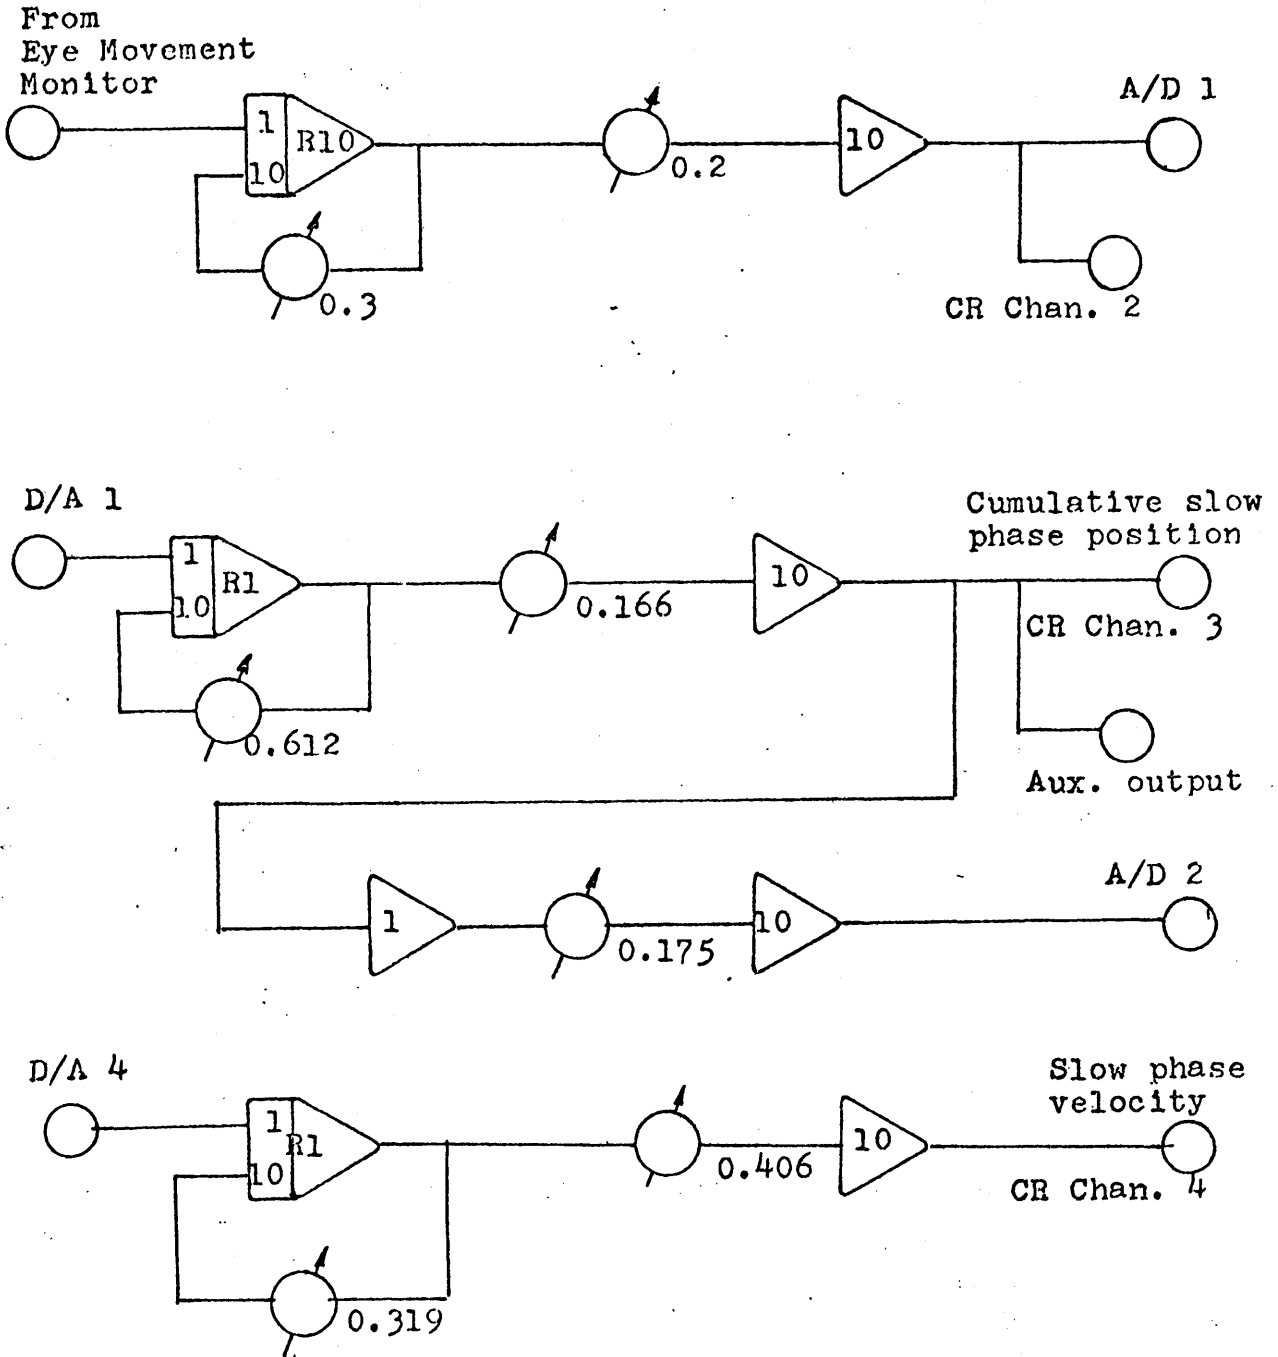 From
Eye Movement
Monitor
1
R10
10
0.3
0.2
10
A/D 1
CR Chan. 2
D/A 1
1
R1
10
0.612
0.166
10
Cumulative slow
phase position
CR Chan. 3
Aux. output
1
0.175
10
A/D 2
D/A 4
1
R1
10
0.319
0.406
10
Slow phase
velocity
CR Chan. 4